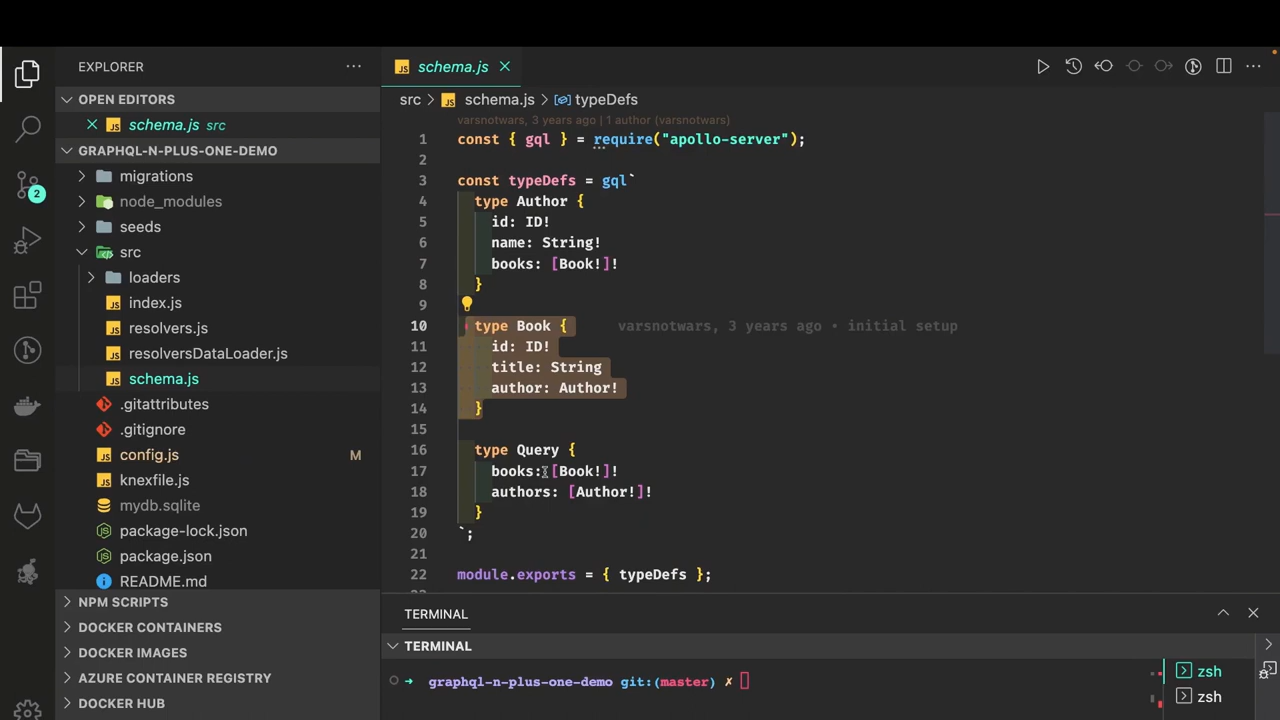 EXPLORER
OPEN EDITORS
schema.js src
GRAPHQL-N-PLUS-ONE-DEMO
migrations
node_modules
seeds
src
loaders
index.js
resolvers.js
resolversDataLoader.js
schema.js
.gitattributes
.gitignore
config.js M
knexfile.js
mydb.sqlite
package-lock.json
package.json
README.md
NPM SCRIPTS
DOCKER CONTAINERS
DOCKER IMAGES
AZURE CONTAINER REGISTRY
DOCKER HUB
2
schema.js
src > schema.js > typeDefs
varsnotwars, 3 years ago | 1 author (varsnotwars)
1 const { gql } = require("apollo-server");
2
3 const typeDefs = gql`
4 type Author {
5 id: ID!
6 name: String!
7 books: [Book!]!
8 }
9
10 type Book { varsnotwars, 3 years ago • initial setup
11 id: ID!
12 title: String
13 author: Author!
14 }
15
16 type Query {
17 books: [Book!]!
18 authors: [Author!]!
19 }
20 `;
21
22 module.exports = { typeDefs };
TERMINAL
TERMINAL
➜ graphql-n-plus-one-demo git:(master) ✗
zsh
zsh